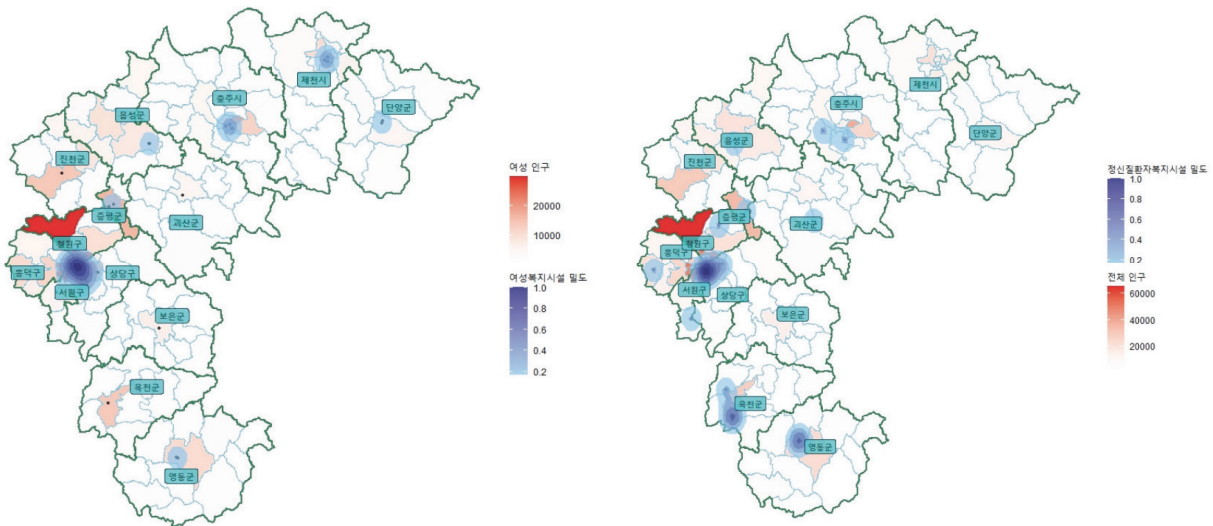 제천시
충주시
단양군
음성군
진천군
증평군
괴산군
청원구
흥덕구
상당구
서원구
보은군
옥천군
영동군
여성 인구
20000
10000
여성복지시설 밀도
1.0
0.8
0.6
0.4
0.2
제천시
충주시
단양군
음성군
진천군
증평군
괴산군
청원구
흥덕구
서원구
상당구
보은군
옥천군
영동군
정신질환자복지시설 밀도
1.0
0.8
0.6
0.4
0.2
전체 인구
60000
40000
20000